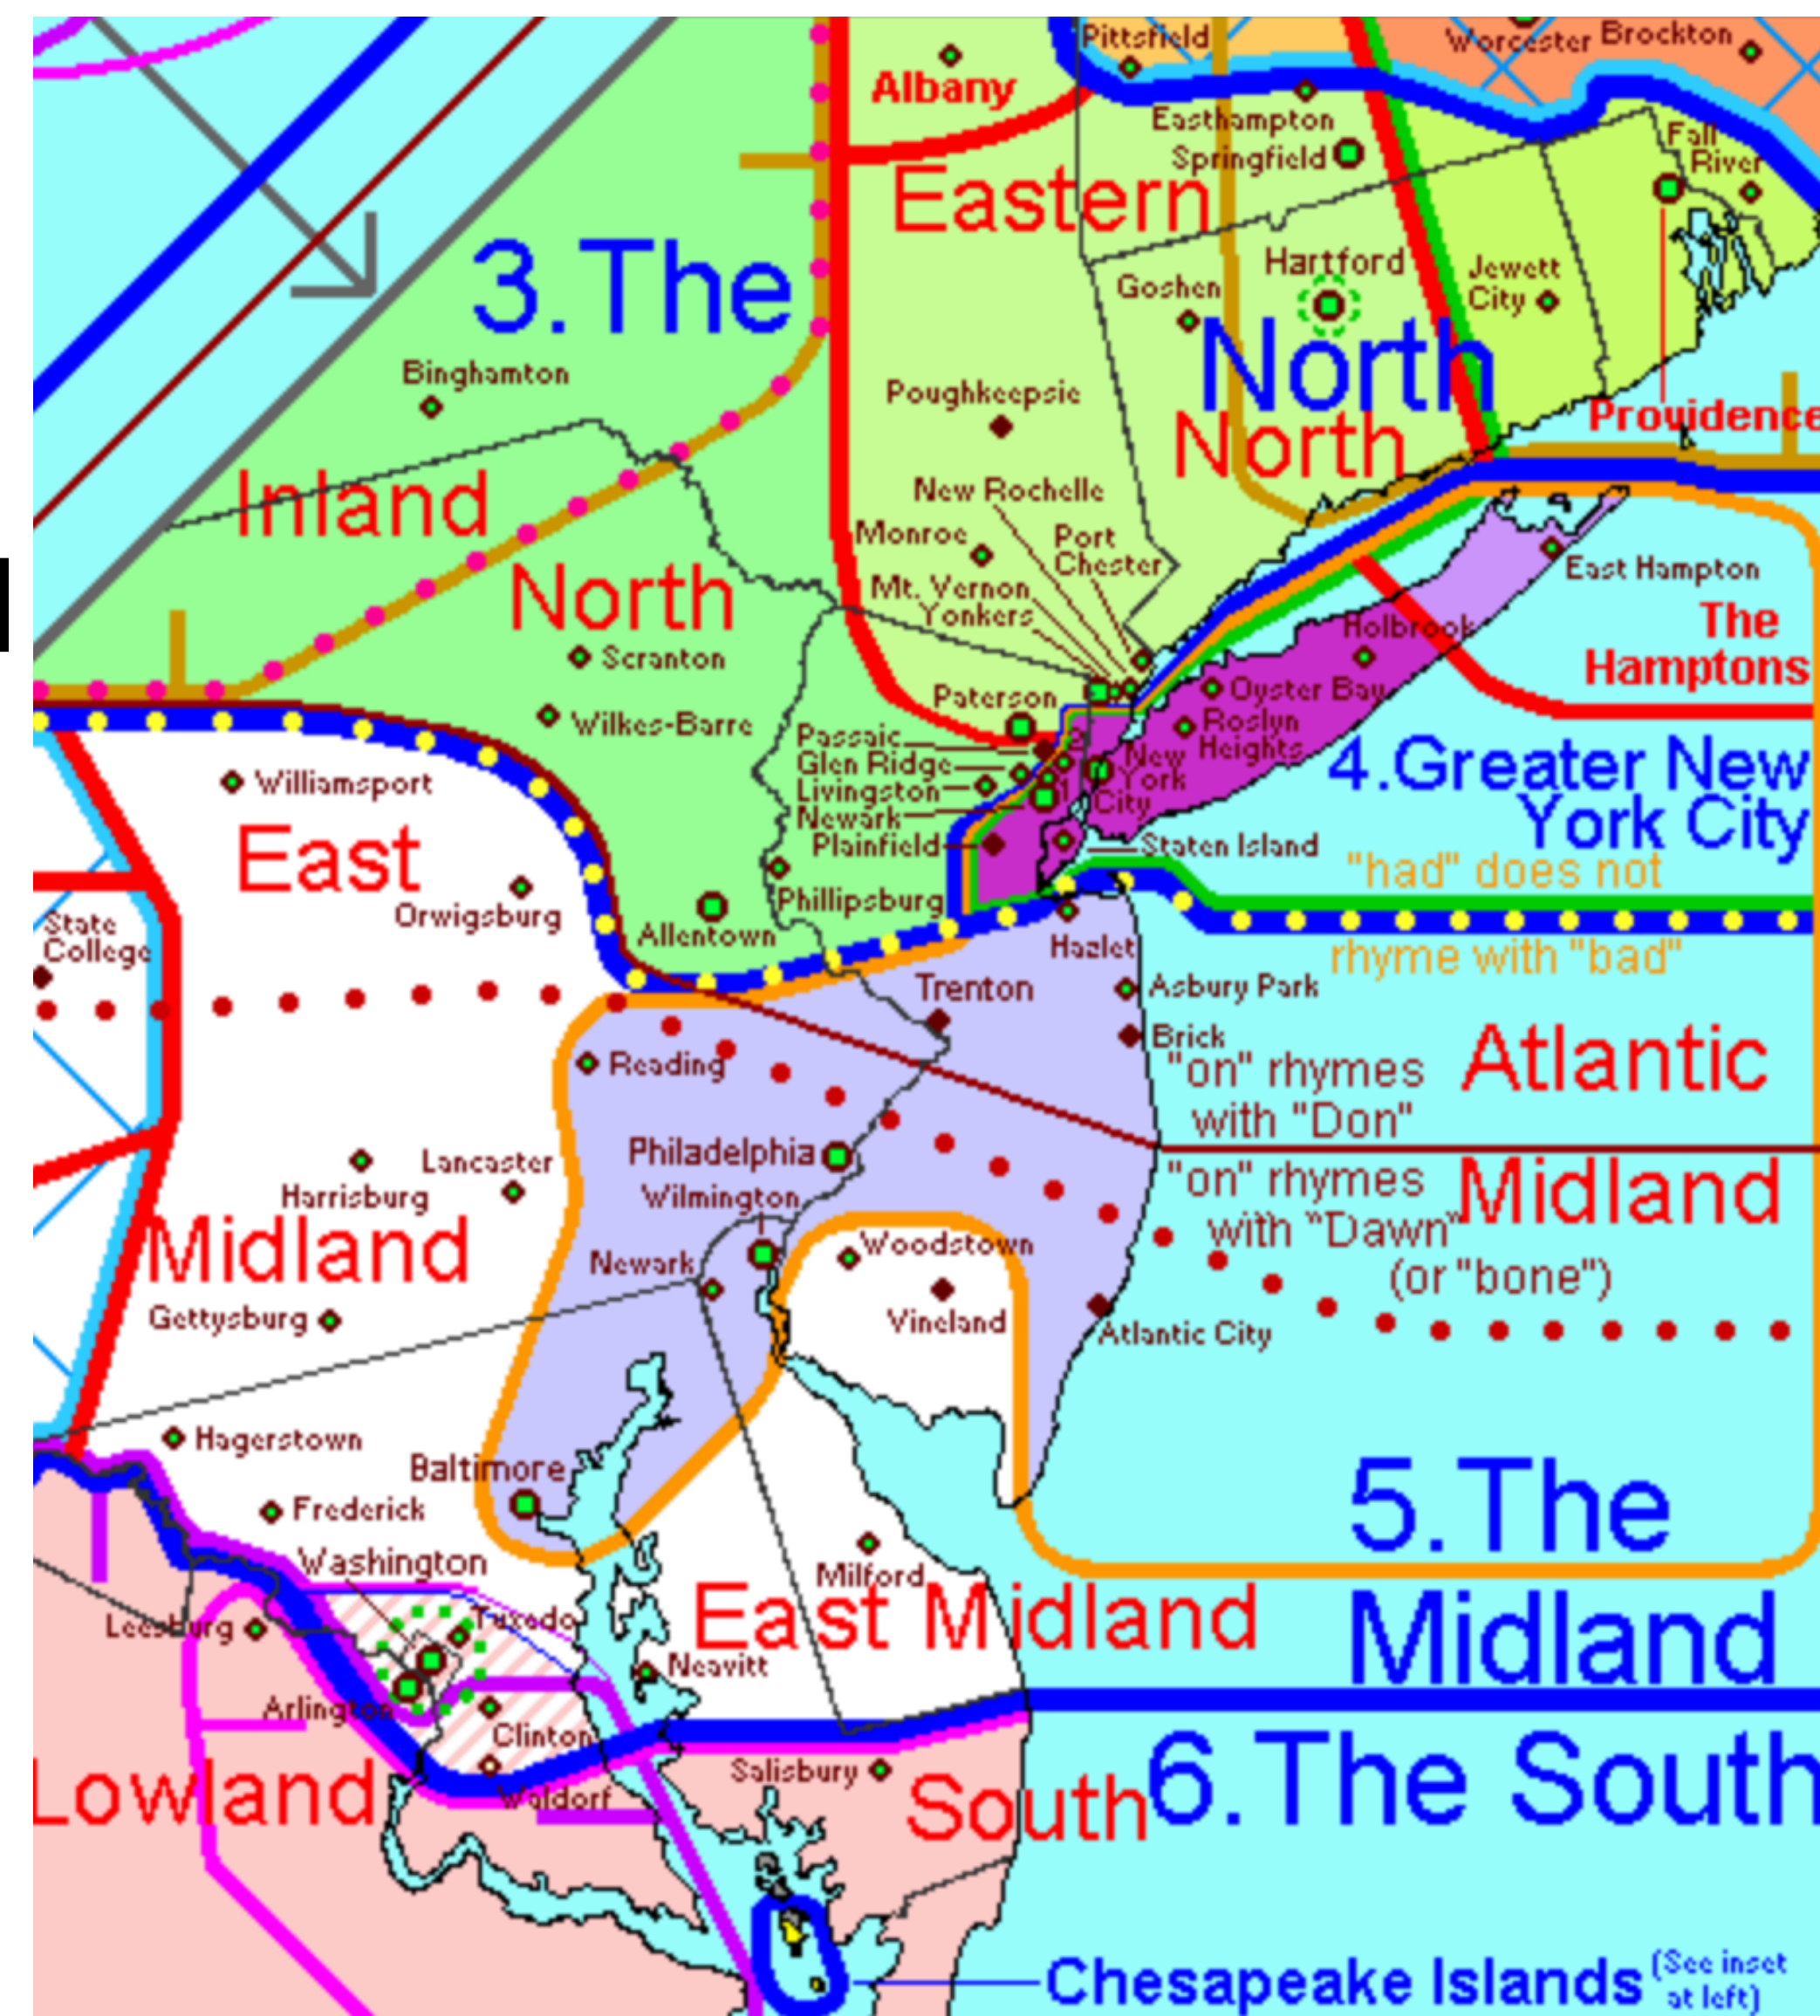 Pittsfield
Worcester
Brockton
Albany
Easthampton
Springfield
Fall
River
Eastern
3.The
Hartford
Goshen
Jewett
City
North
Binghamton
Poughkeepsie
Providence
North
Inland
New Rochelle
Monroe
Port
Chester
East Hampton
North
Mt. Vernon
Yonkers
The
Hamptons
Holbrook
Scranton
Paterson
Oyster Bay
Wilkes-Barre
Roslyn
Heights
Passaic
Glen Ridge
Livingston
Newark
New
York
City
4.Greater New
York City
Williamsport
Plainfield
Staten Island
East
"had" does not
Orwigsburg
Phillipsburg
State
College
Allentown
Hazlet
rhyme with "bad"
Trenton
Asbury Park
Brick
Reading
Atlantic
"on" rhymes
with "Don"
Philadelphia
Lancaster
Harrisburg
Wilmington
"on" rhymes
with "Dawn"
(or "bone")
Midland
Midland
Newark
Woodstown
Gettysburg
Vineland
Atlantic City
Hagerstown
Baltimore
Frederick
5.The
Washington
Milford
Leesburg
Tuxedo
East Midland
Midland
Neavitt
Arlington
Clinton
Salisbury
Waldorf
Lowland
South
6.The South
Chesapeake Islands
(See inset
at left)